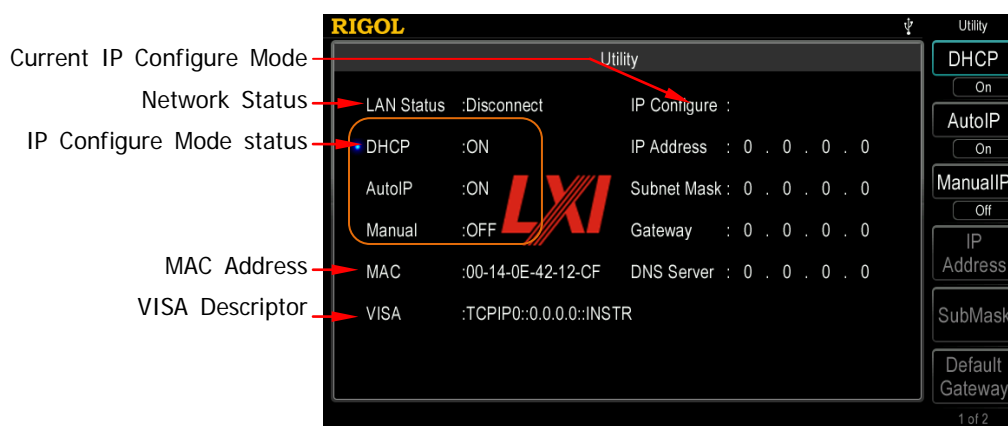 RIGOL
Utility
Current IP Configure Mode
Utility
DHCP
On
Network Status
LAN Status :Disconnect
IP Configure :
IP Configure Mode status
DHCP :ON
IP Address : 0 . 0 . 0 . 0
AutoIP
On
AutoIP :ON
Subnet Mask : 0 . 0 . 0 . 0
ManualIP
Off
LXI
Manual :OFF
Gateway : 0 . 0 . 0 . 0
IP
Address
MAC Address
MAC :00-14-0E-42-12-CF
DNS Server : 0 . 0 . 0 . 0
VISA Descriptor
VISA :TCPIP0::0.0.0.0::INSTR
SubMask
Default
Gateway
1 of 2